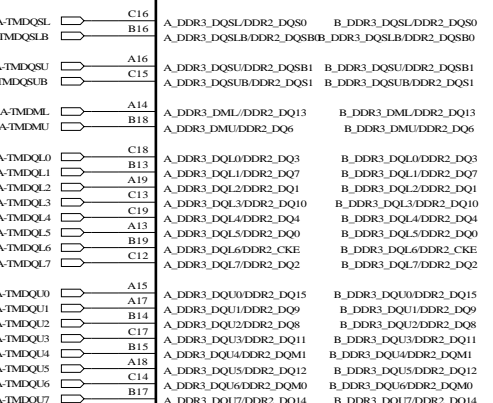 A-TMDQSL C16 A_DDR3_DQSL/DDR2_DQS0 B_DDR3_DQSL/DDR2_DQS0
TMDQSLB B16 A_DDR3_DQSLB/DDR2_DQSB0 B_DDR3_DQSLB/DDR2_DQSB0
A-TMDQSU A16 A_DDR3_DQSU/DDR2_DQSB1 B_DDR3_DQSU/DDR2_DQSB1
TMDQSUB C15 A_DDR3_DQSUB/DDR2_DQS1 B_DDR3_DQSUB/DDR2_DQS1
A-TMDML A14 A_DDR3_DML//DDR2_DQ13 B_DDR3_DML/DDR2_DQ13
A-TMDMU B18 A_DDR3_DMU/DDR2_DQ6 B_DDR3_DMU/DDR2_DQ6
A-TMDQL0 C18 A_DDR3_DQL0/DDR2_DQ3 B_DDR3_DQL0/DDR2_DQ3
A-TMDQL1 B13 A_DDR3_DQL1/DDR2_DQ7 B_DDR3_DQL1/DDR2_DQ7
A-TMDQL2 A19 A_DDR3_DQL2/DDR2_DQ1 B_DDR3_DQL2/DDR2_DQ1
A-TMDQL3 C13 A_DDR3_DQL3/DDR2_DQ10 B_DDR3_DQL3/DDR2_DQ10
A-TMDQL4 C19 A_DDR3_DQL4/DDR2_DQ4 B_DDR3_DQL4/DDR2_DQ4
A-TMDQL5 A13 A_DDR3_DQL5/DDR2_DQ0 B_DDR3_DQL5/DDR2_DQ0
A-TMDQL6 B19 A_DDR3_DQL6/DDR2_CKE B_DDR3_DQL6/DDR2_CKE
A-TMDQL7 C12 A_DDR3_DQL7/DDR2_DQ2 B_DDR3_DQL7/DDR2_DQ2
A-TMDQU0 A15 A_DDR3_DQU0/DDR2_DQ15 B_DDR3_DQU0/DDR2_DQ15
A-TMDQU1 A17 A_DDR3_DQU1/DDR2_DQ9 B_DDR3_DQU1/DDR2_DQ9
A-TMDQU2 B14 A_DDR3_DQU2/DDR2_DQ8 B_DDR3_DQU2/DDR2_DQ8
A-TMDQU3 C17 A_DDR3_DQU3/DDR2_DQ11 B_DDR3_DQU3/DDR2_DQ11
A-TMDQU4 B15 A_DDR3_DQU4/DDR2_DQM1 B_DDR3_DQU4/DDR2_DQM1
A-TMDQU5 A18 A_DDR3_DQU5/DDR2_DQ12 B_DDR3_DQU5/DDR2_DQ12
A-TMDQU6 C14 A_DDR3_DQU6/DDR2_DQM0 B_DDR3_DQU6/DDR2_DQM0
A-TMDQU7 B17 A_DDR3_DQU7/DDR2_DQ14 B_DDR3_DQU7/DDR2_DQ14